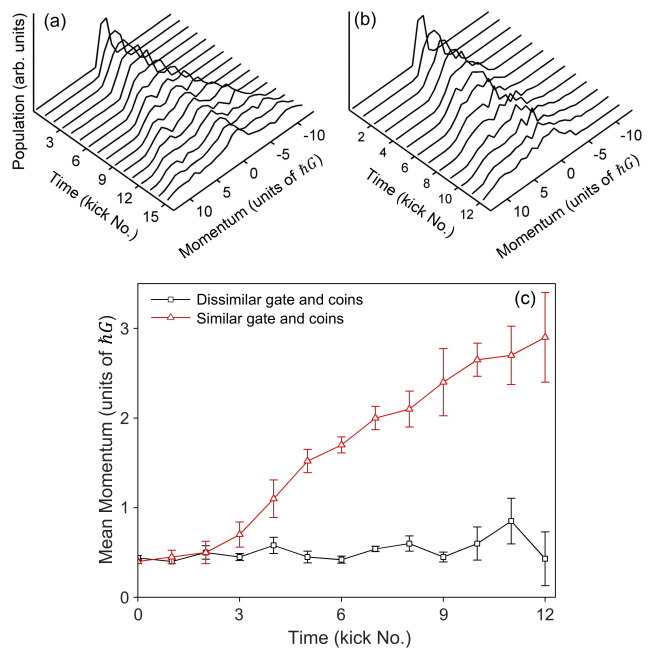 (a)
(b)
Population (arb. units)
3
6
9
12
15
Time (kick No.)
10
5
0
-5
-10
Momentum (units of ℏG)
2
4
6
8
10
12
Time (kick No.)
10
5
0
-5
-10
Momentum (units of ℏG)
(c)
Dissimilar gate and coins
Similar gate and coins
Mean Momentum (units of ℏG)
3
2
1
0
0
3
6
9
12
Time (kick No.)